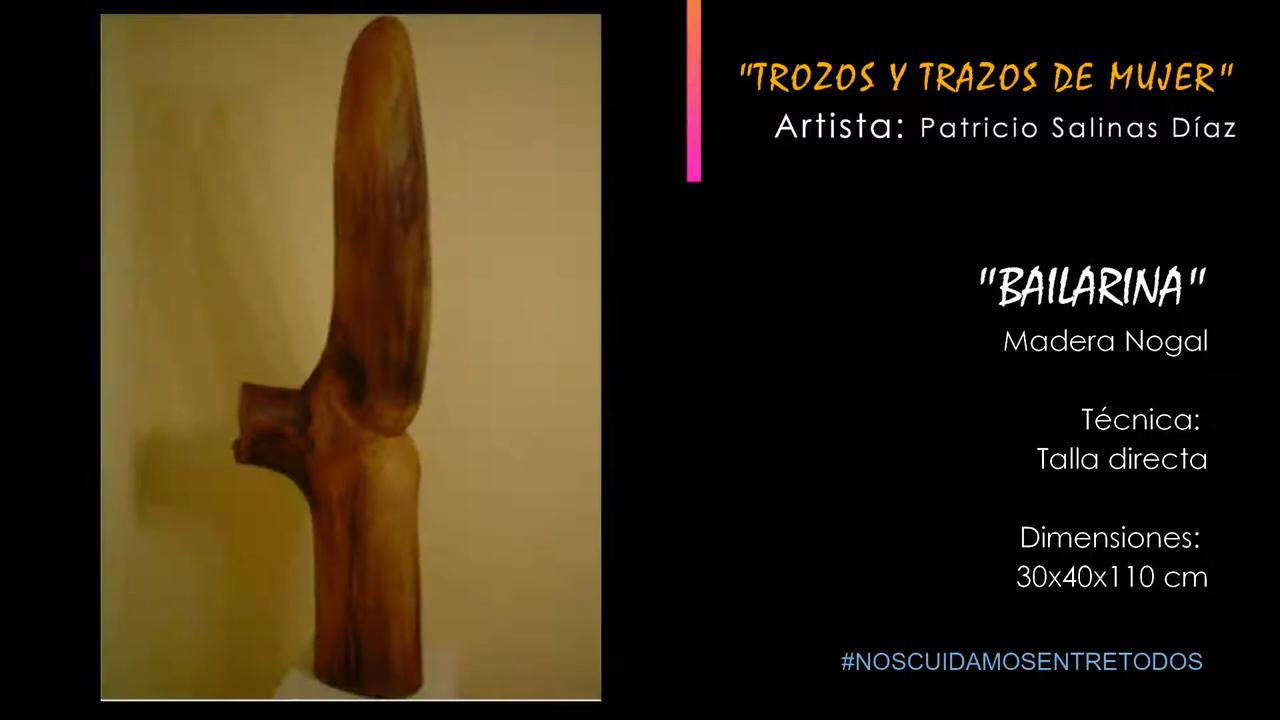 "TROZOS Y TRAZOS DE MUJER"
Artista: Patricio Salinas Díaz
"BAILARINA"
Madera Nogal
Técnica:
Talla directa
Dimensiones:
30x40x110 cm
#NOSCUIDAMOSENTRETODOS